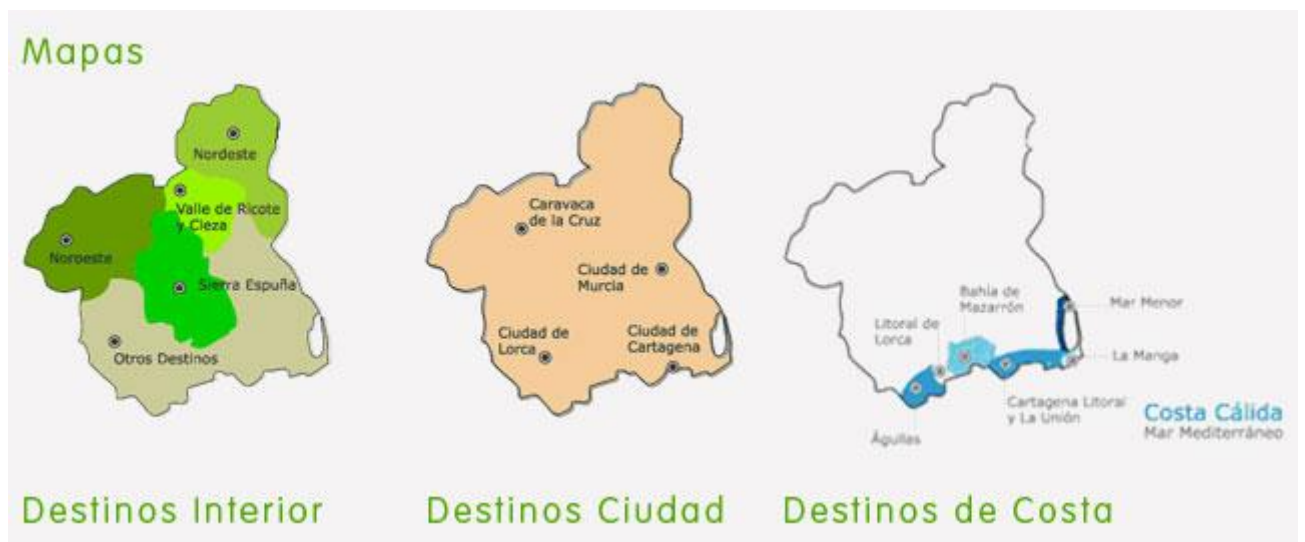 Mapas
Nordeste
Valle de Ricote
y Cieza
Noroeste
Sierra Espuña
Otros Destinos
Caravaca
de la Cruz
Ciudad de
Murcia
Ciudad de
Lorca
Ciudad de
Cartagena
Bahía de
Mazarrón
Mar Menor
Litoral de
Lorca
La Manga
Cartagena Litoral
y La Unión
Costa Cálida
Mar Mediterráneo
Águilas
Destinos Interior
Destinos Ciudad
Destinos de Costa